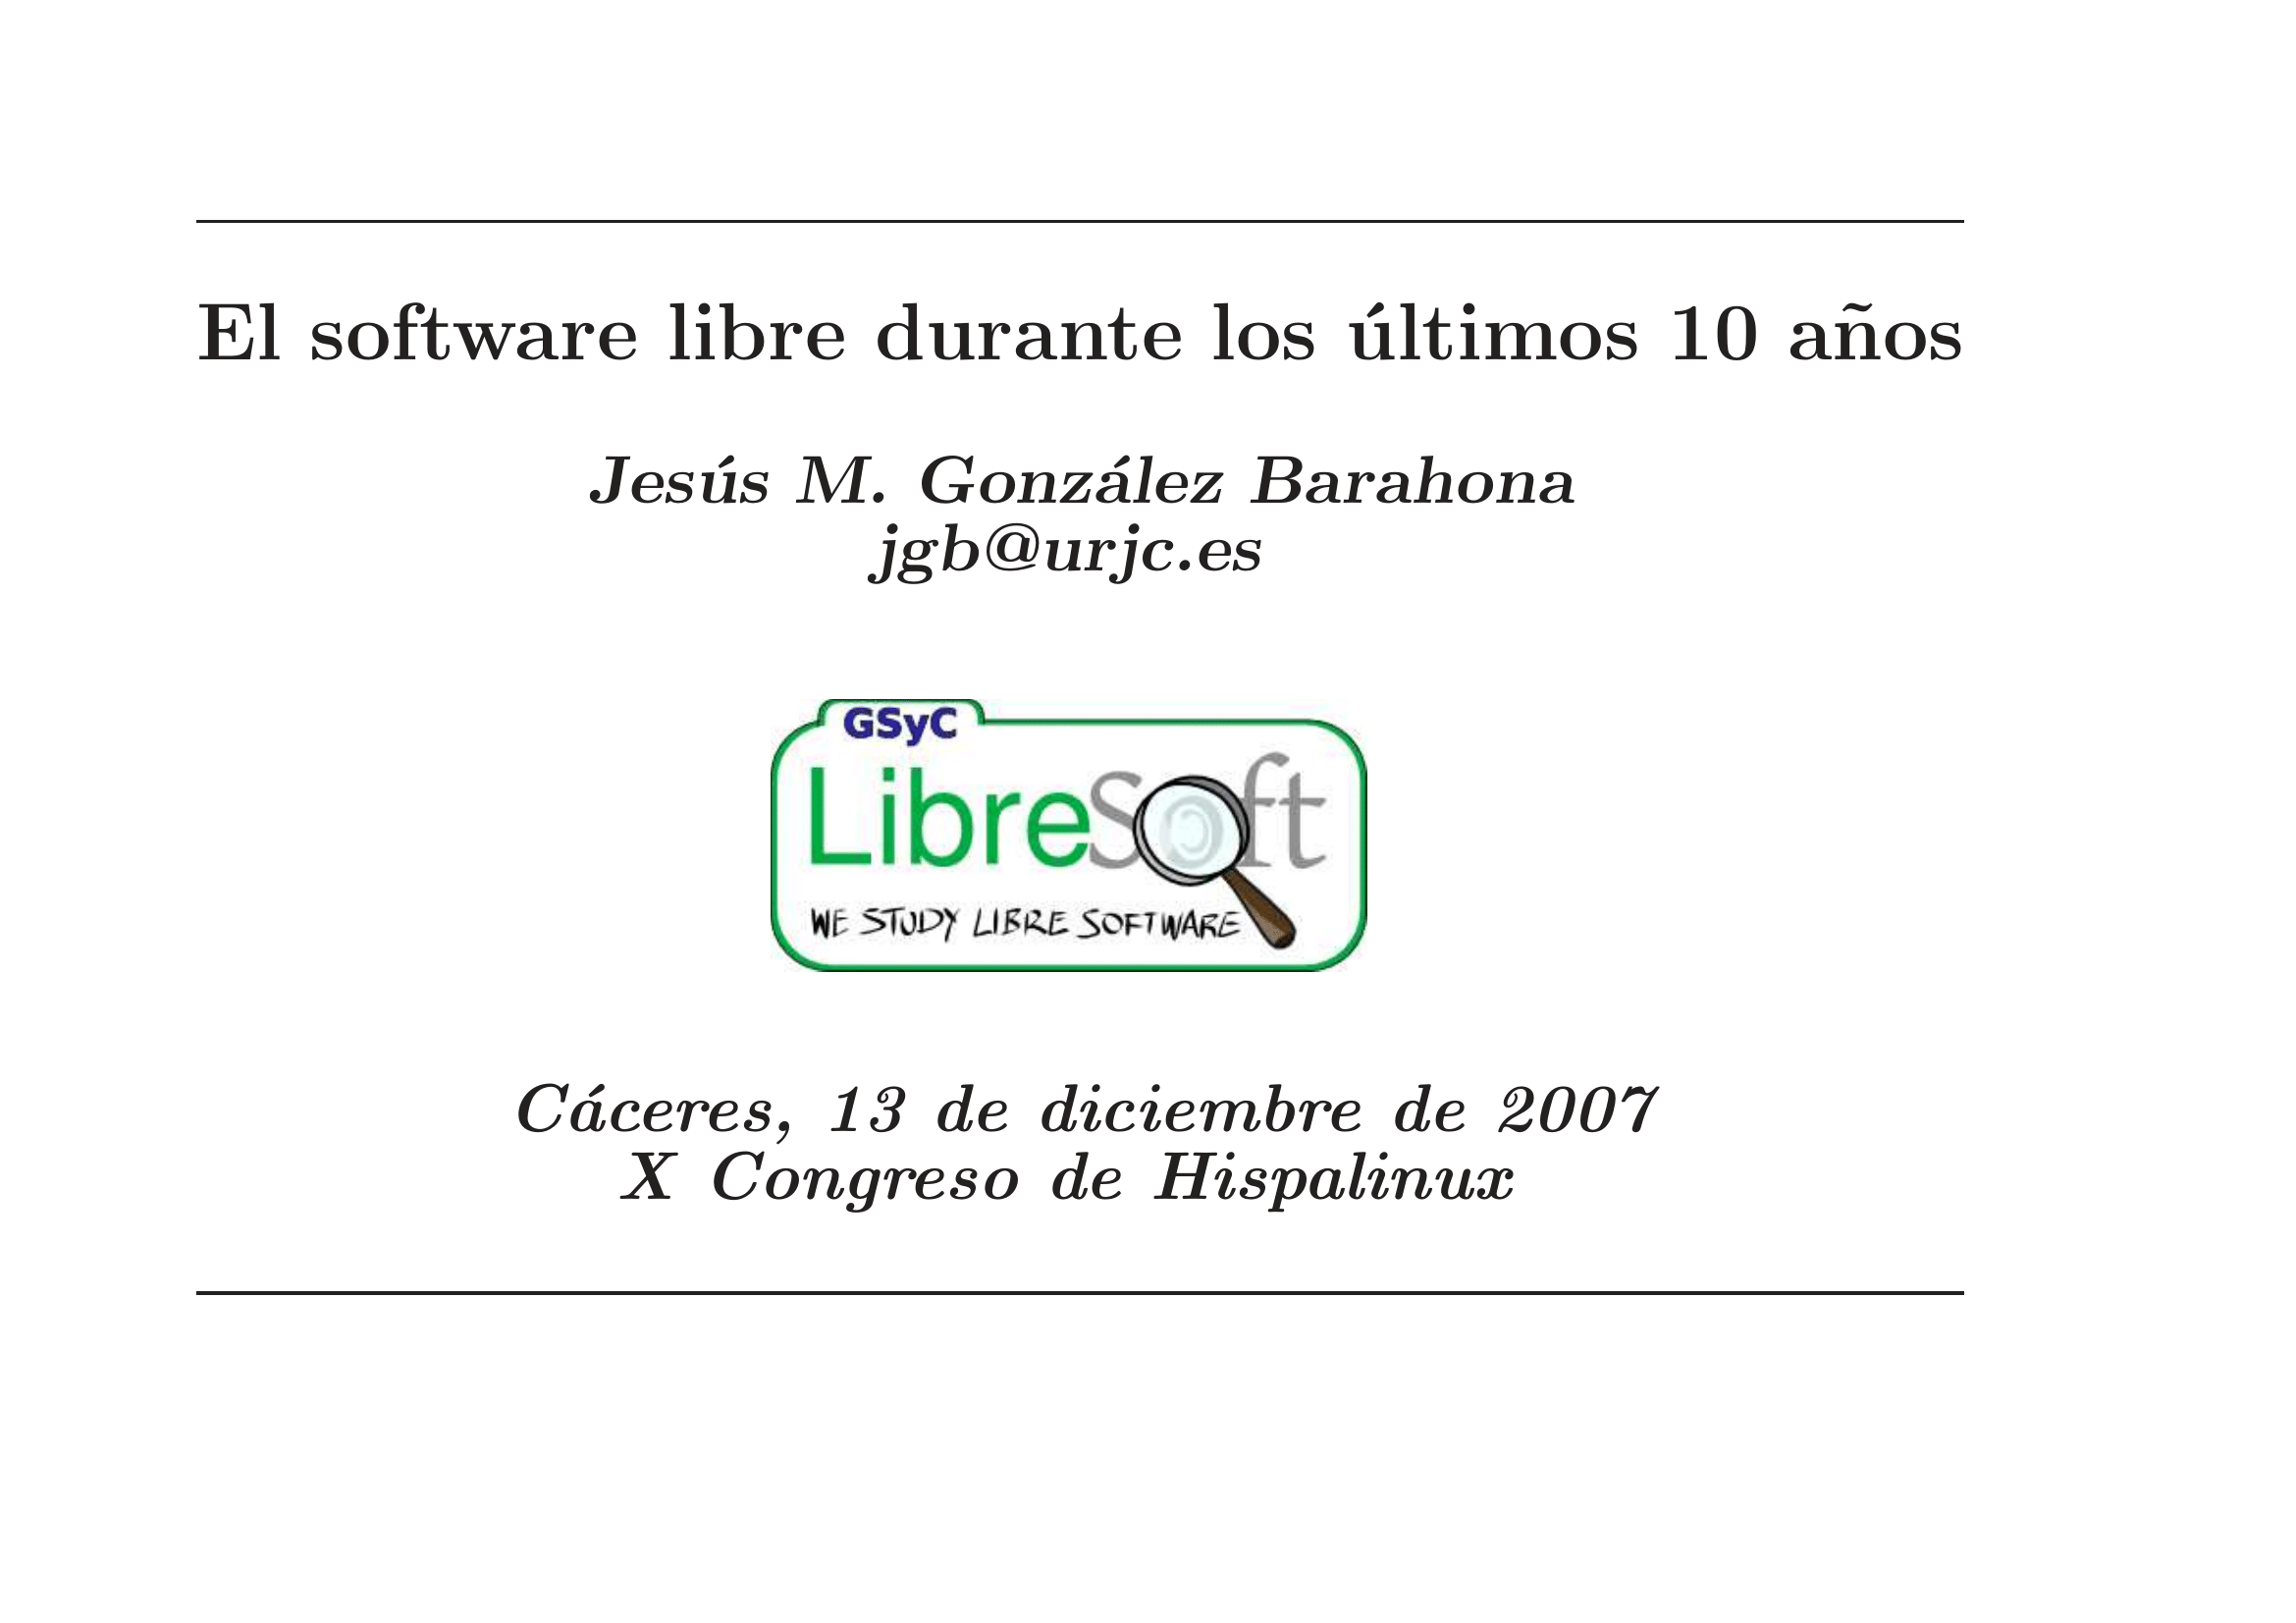 El software libre durante los últimos 10 años
Jesús M. González Barahona
jgb@urjc.es
GSyC
LibreSoft
WE STUDY LIBRE SOFTWARE
Cáceres, 13 de diciembre de 2007
X Congreso de Hispalinux